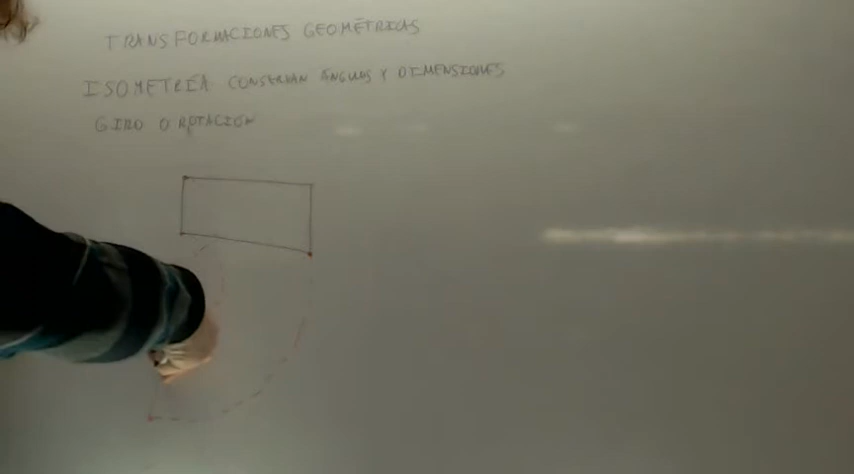 TRANSFORMACIONES GEOMÉTRICAS
ISOMETRÍA CONSERVAN ÁNGULOS Y DIMENSIONES
GIRO O ROTACIÓN